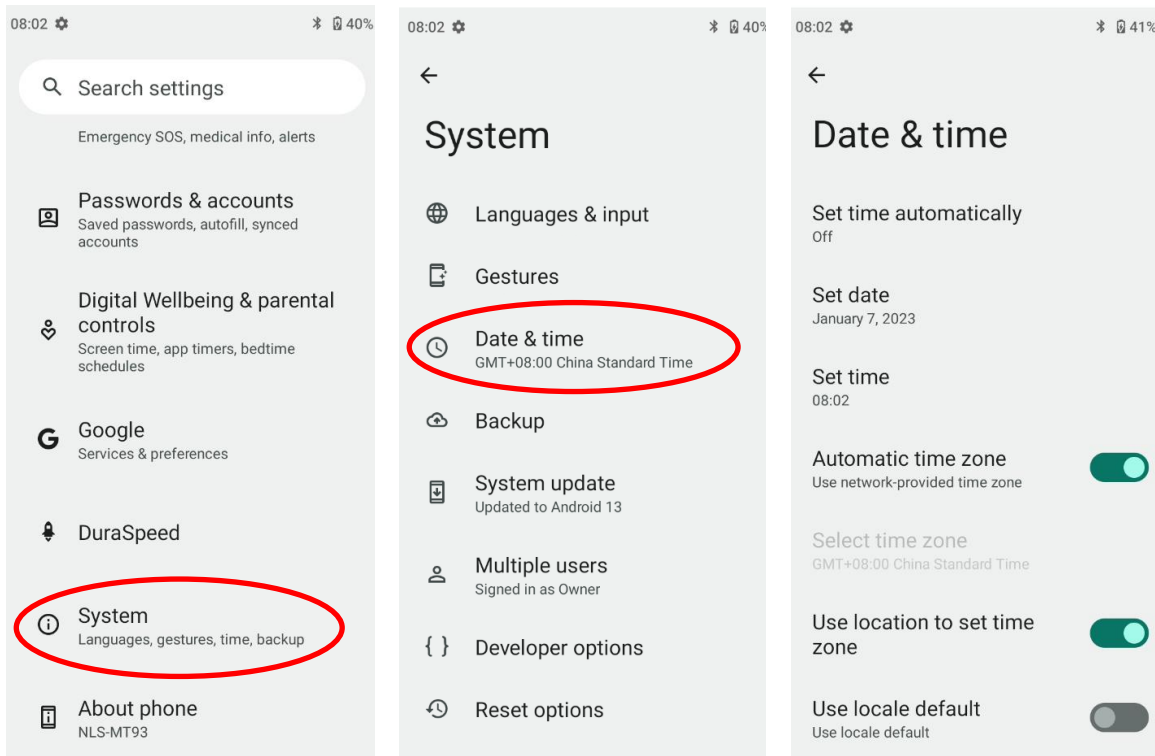 08:02
40%
Search settings
Emergency SOS, medical info, alerts
Passwords & accounts
Saved passwords, autofill, synced
accounts
Digital Wellbeing & parental
controls
Screen time, app timers, bedtime
schedules
Google
Services & preferences
DuraSpeed
System
Languages, gestures, time, backup
About phone
NLS-MT93
08:02
40%
System
Languages & input
Gestures
Date & time
GMT+08:00 China Standard Time
Backup
System update
Updated to Android 13
Multiple users
Signed in as Owner
Developer options
Reset options
08:02
41%
Date & time
Set time automatically
Off
Set date
January 7, 2023
Set time
08:02
Automatic time zone
Use network-provided time zone
Select time zone
GMT+08:00 China Standard Time
Use location to set time
zone
Use locale default
Use locale default